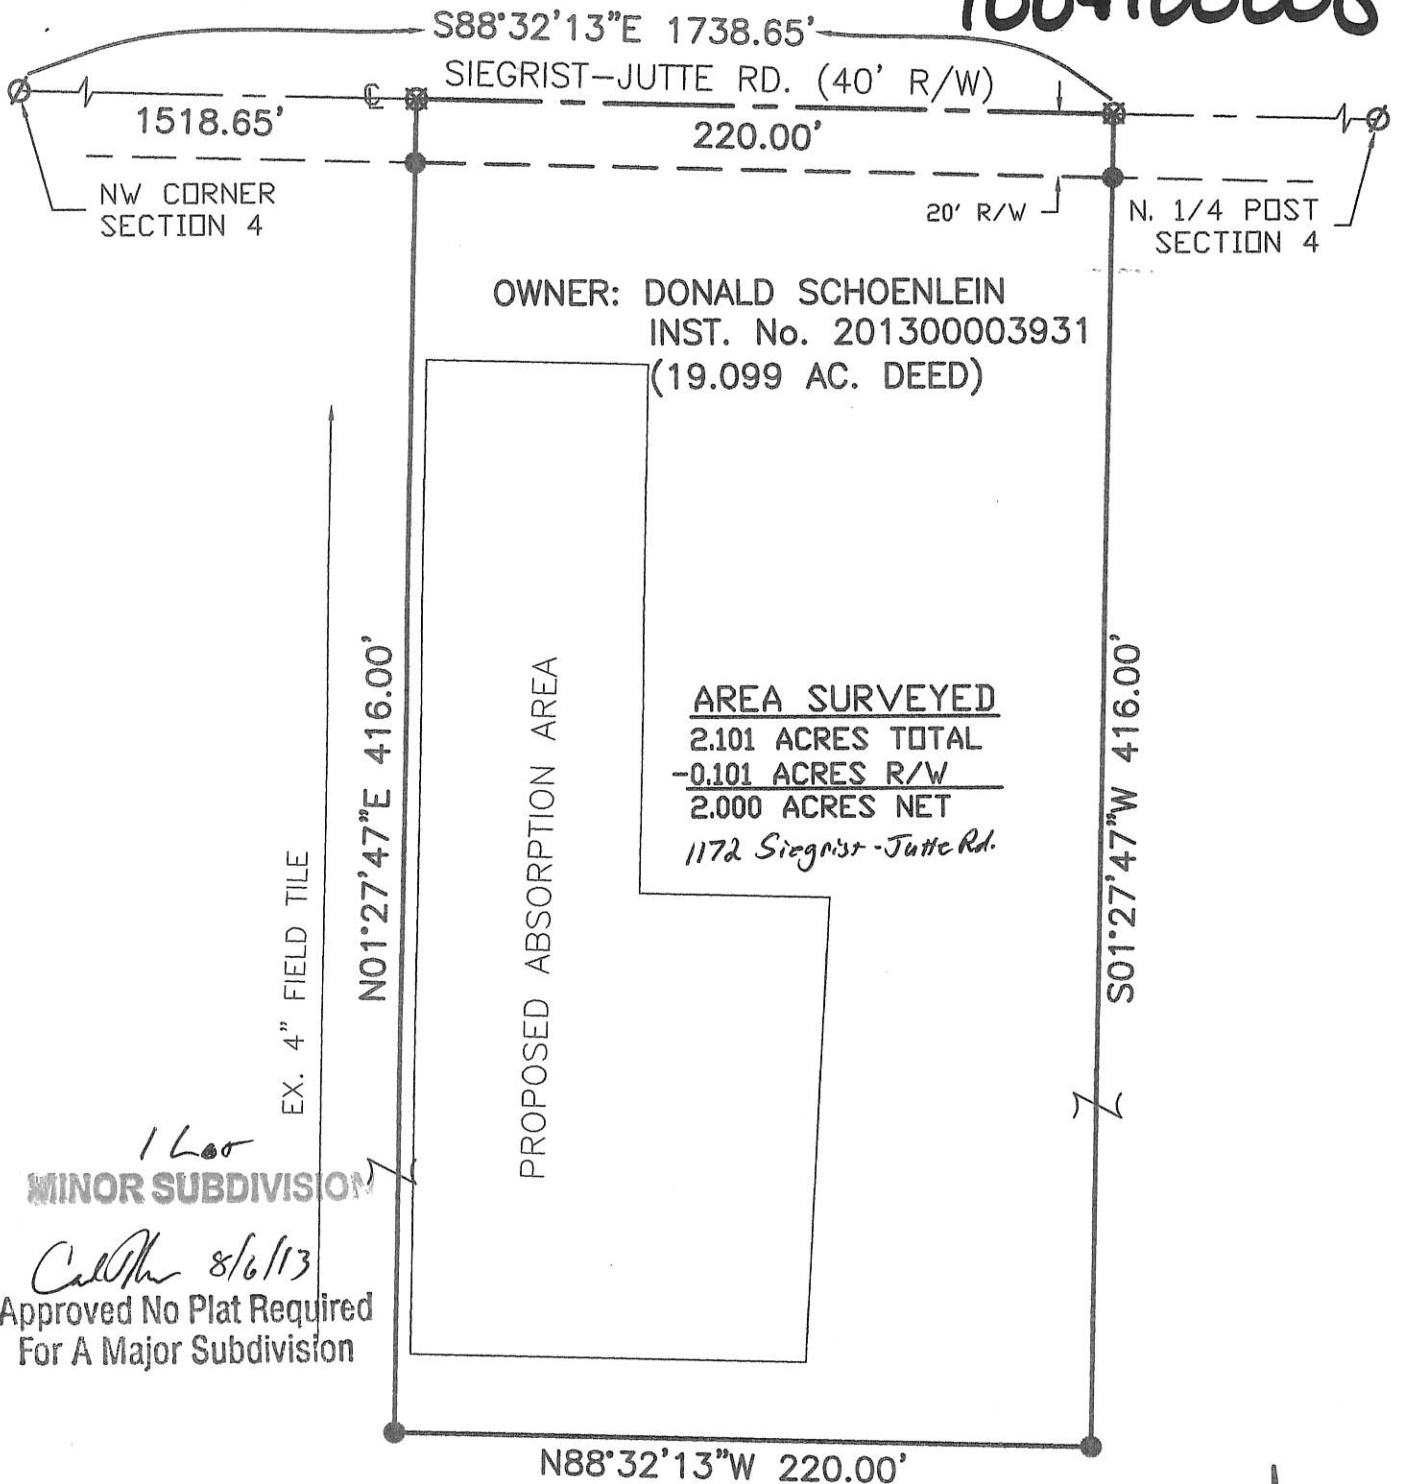 S88°32'13"E 1738.65'
SIEGRIST-JUTTE RD. (40' R/W)
1518.65'
220.00'
NW CORNER
SECTION 4
20' R/W
N. 1/4 POST
SECTION 4
OWNER: DONALD SCHOENLEIN
INST. No. 201300003931
(19.099 AC. DEED)
EX. 4" FIELD TILE
N01°27'47"E 416.00'
PROPOSED ABSORPTION AREA
AREA SURVEYED
2.101 ACRES TOTAL
-0.101 ACRES R/W
2.000 ACRES NET
1172 Siegrist-Jutte Rd.
S01°27'47"W 416.00'
1 Lot
MINOR SUBDIVISION
8/6/13
Approved No Plat Required
For A Major Subdivision
N88°32'13"W 220.00'